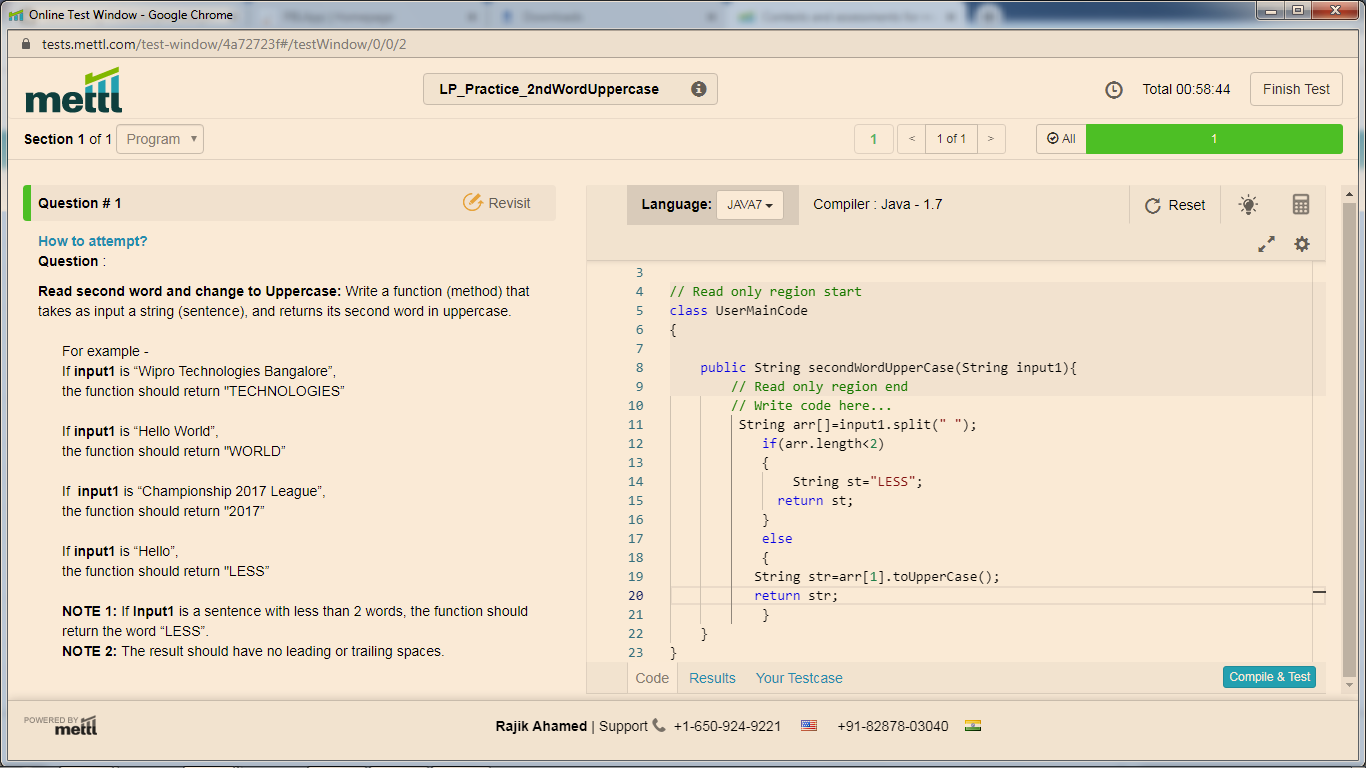 Online Test Window - Google Chrome
tests.mettl.com/test-window/4a72723f#/testWindow/0/0/2
mettl
LP_Practice_2ndWordUppercase
Total 00:58:44
Finish Test
Section 1 of 1
Program
1
<
1 of 1
>
All
1
Question # 1
Revisit
How to attempt?
Question :
Read second word and change to Uppercase: Write a function (method) that
takes as input a string (sentence), and returns its second word in uppercase.
For example -
If input1 is “Wipro Technologies Bangalore”,
the function should return "TECHNOLOGIES”
If input1 is “Hello World”,
the function should return "WORLD”
If input1 is “Championship 2017 League”,
the function should return "2017”
If input1 is “Hello”,
the function should return "LESS”
NOTE 1: If Input1 is a sentence with less than 2 words, the function should
return the word “LESS”.
NOTE 2: The result should have no leading or trailing spaces.
Language: JAVA7
Compiler : Java - 1.7
Reset
3
4 // Read only region start
5 class UserMainCode
6 {
7
8 public String secondWordUpperCase(String input1){
9 // Read only region end
10 // Write code here...
11 String arr[]=input1.split(" ");
12 if(arr.length<2)
13 {
14 String st="LESS";
15 return st;
16 }
17 else
18 {
19 String str=arr[1].toUpperCase();
20 return str;
21 }
22 }
23 }
Code
Results
Your Testcase
Compile & Test
POWERED BY
mettl
Rajik Ahamed | Support +1-650-924-9221 +91-82878-03040